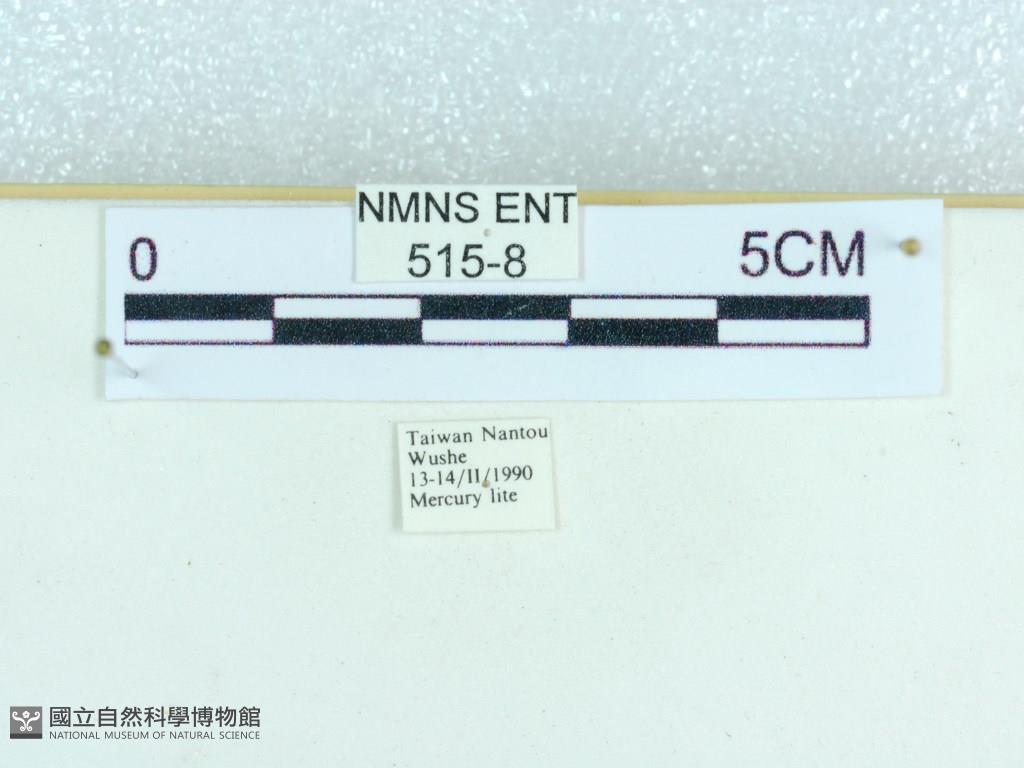 NMNS ENT
515-8
0 5CM
Taiwan Nantou
Wushe
13-14/II/1990
Mercury lite
國立自然科學博物館
NATIONAL MUSEUM OF NATURAL SCIENCE